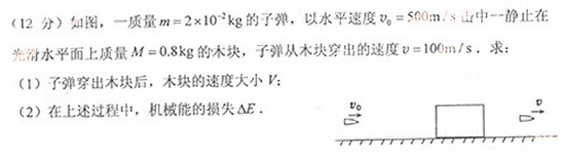 (12 分) 如图，一质量 m = 2×10⁻² kg 的子弹，以水平速度 v₀ = 500m/s 击中一静止在
光滑水平面上质量 M = 0.8kg 的木块，子弹从木块穿出的速度 v = 100m/s．求：
(1) 子弹穿出木块后，木块的速度大小 V；
(2) 在上述过程中，机械能的损失 ΔE．
v₀ v